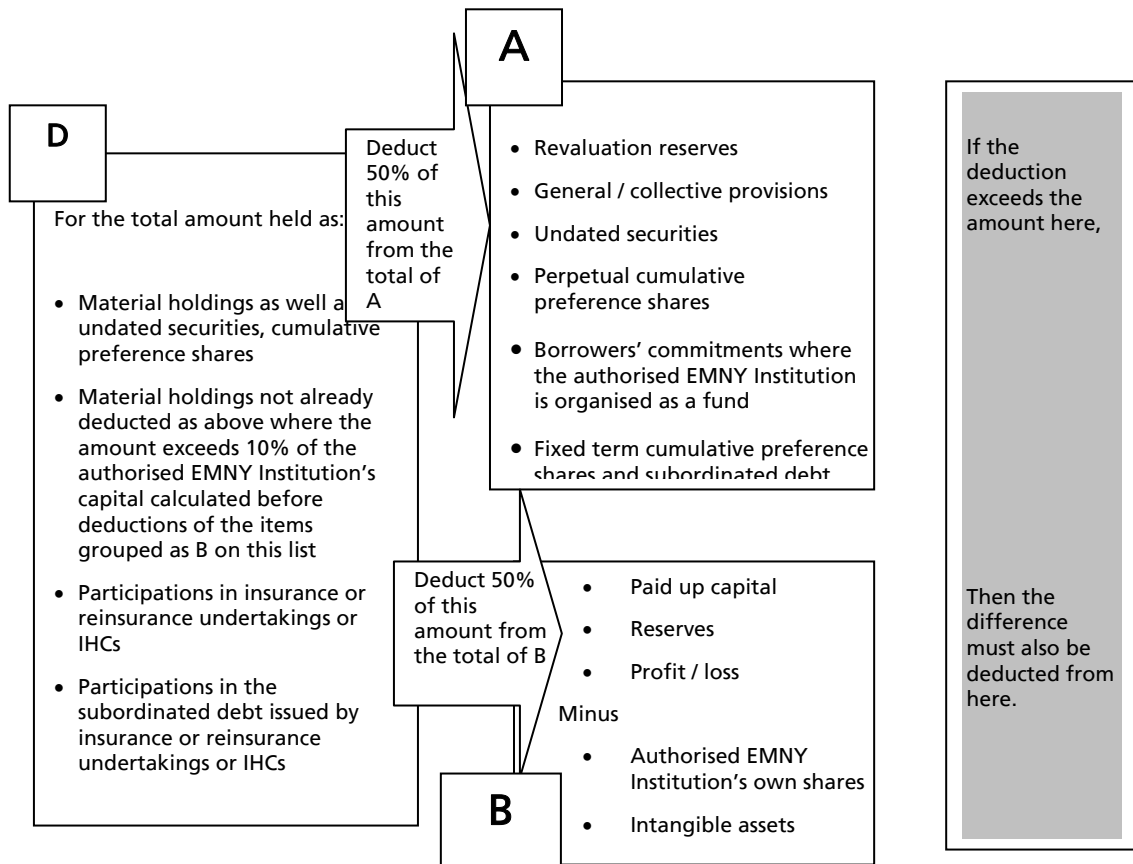 D
For the total amount held as:
• Material holdings as well a
undated securities, cumulative
preference shares
• Material holdings not already
deducted as above where the
amount exceeds 10% of the
authorised EMNY Institution’s
capital calculated before
deductions of the items
grouped as B on this list
• Participations in insurance or
reinsurance undertakings or
IHCs
• Participations in the
subordinated debt issued by
insurance or reinsurance
undertakings or IHCs
Deduct
50% of
this
amount
from the
total of
A
A
• Revaluation reserves
• General / collective provisions
• Undated securities
• Perpetual cumulative
preference shares
• Borrowers’ commitments where
the authorised EMNY Institution
is organised as a fund
• Fixed term cumulative preference
shares and subordinated debt
Deduct 50%
of this
amount from
the total of B
• Paid up capital
• Reserves
• Profit / loss
Minus
• Authorised EMNY
Institution’s own shares
• Intangible assets
B
If the
deduction
exceeds the
amount here,
Then the
difference
must also be
deducted from
here.